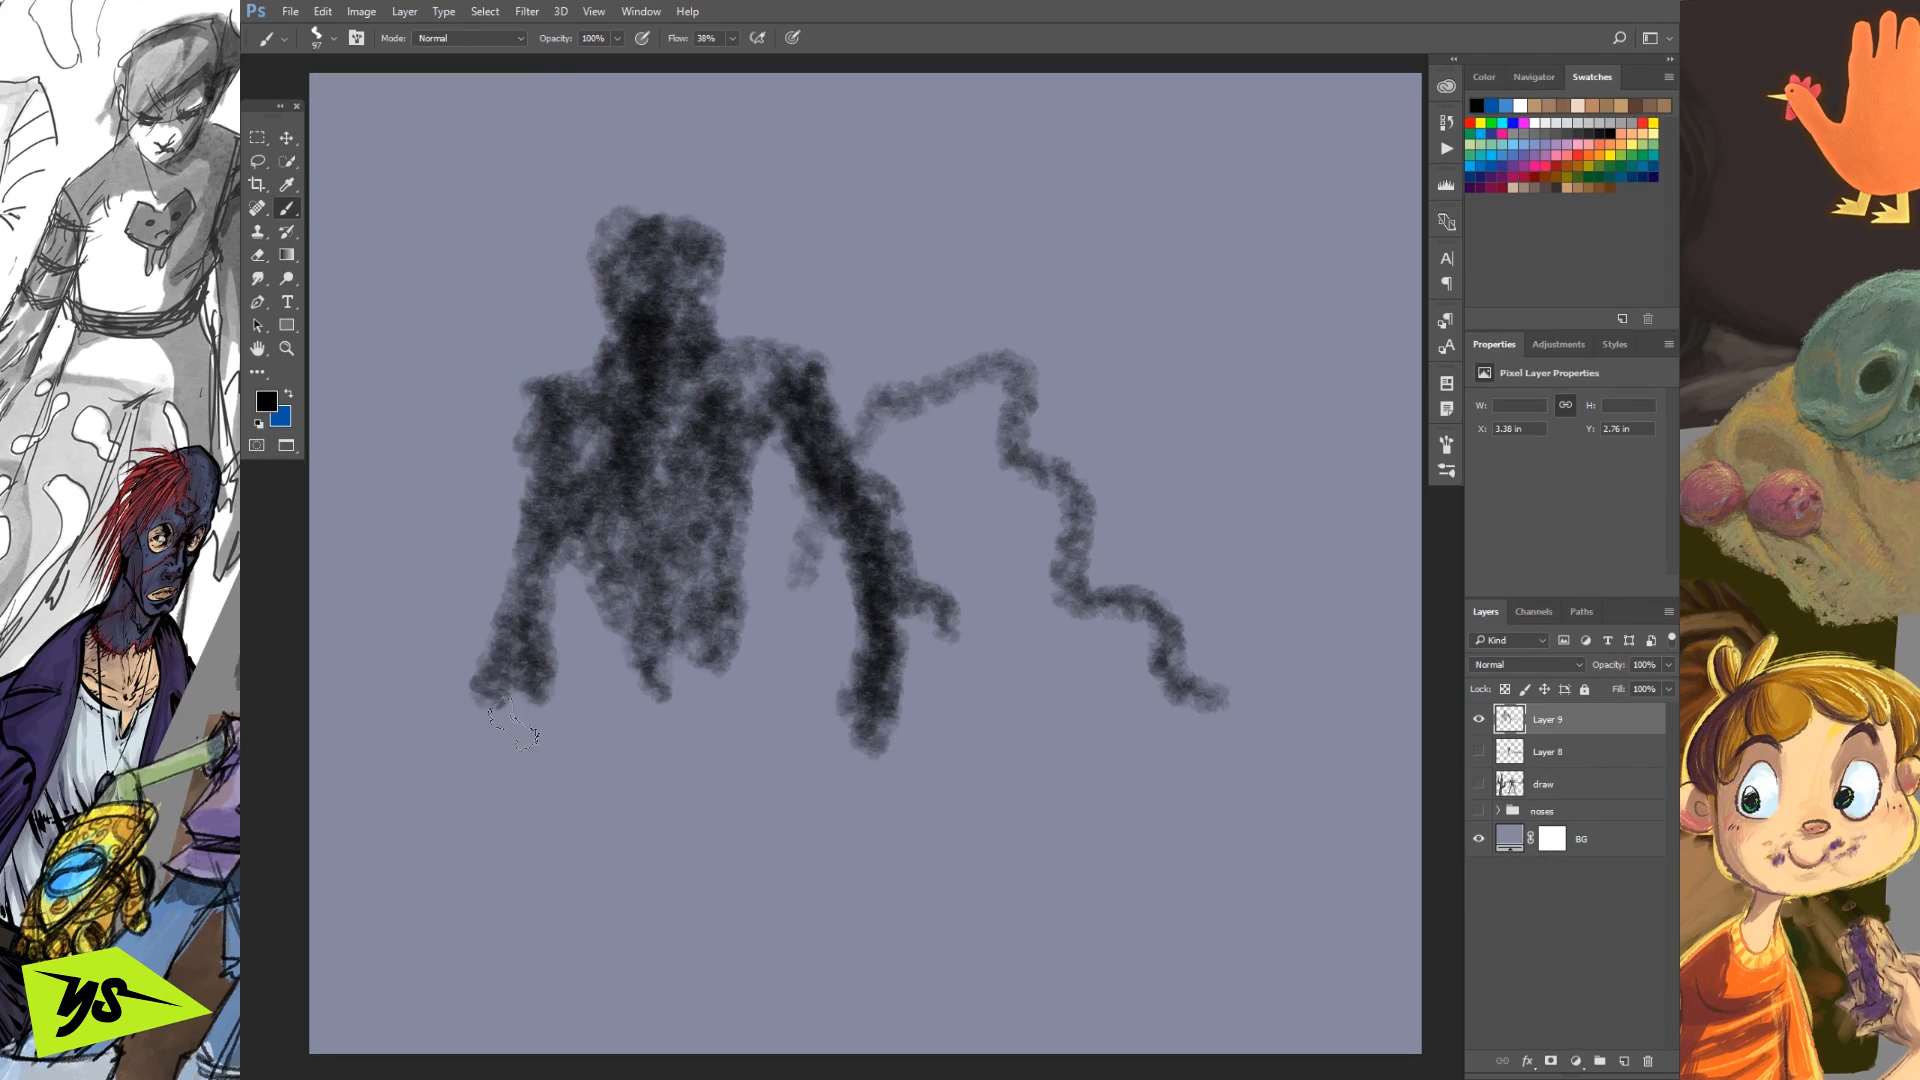 Ps File Edit Image Layer Type Select Filter 3D View Window Help
97 Mode: Normal Opacity: 100% Flow: 38%
Color Navigator Swatches
Properties Adjustments Styles
Pixel Layer Properties
W: H:
X: 3.38 in Y: 2.76 in
Layers Channels Paths
Kind
Normal Opacity: 100%
Lock: Fill: 100%
Layer 9
Layer 8
draw
noses
BG
fx
YS